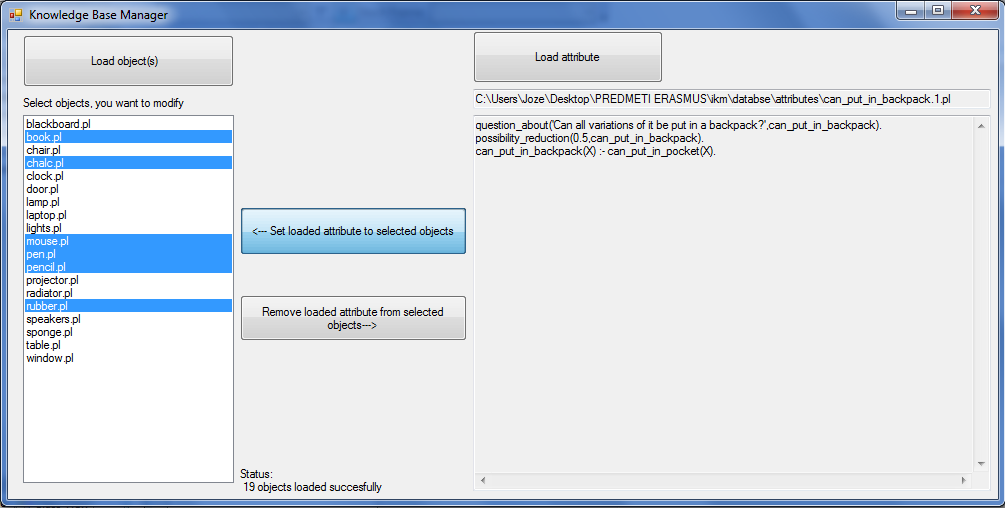 Knowledge Base Manager
Load object(s)
Load attribute
Select objects, you want to modify
C:\Users\Joze\Desktop\PREDMETI ERASMUS\ikm\databse\attributes\can_put_in_backpack.1.pl
blackboard.pl
book.pl
chair.pl
chalc.pl
clock.pl
door.pl
lamp.pl
laptop.pl
lights.pl
mouse.pl
pen.pl
pencil.pl
projector.pl
radiator.pl
rubber.pl
speakers.pl
sponge.pl
table.pl
window.pl
<--- Set loaded attribute to selected objects
Remove loaded attribute from selected
objects--->
question_about('Can all variations of it be put in a backpack?',can_put_in_backpack).
possibility_reduction(0.5,can_put_in_backpack).
can_put_in_backpack(X) :- can_put_in_pocket(X).
Status:
19 objects loaded succesfully